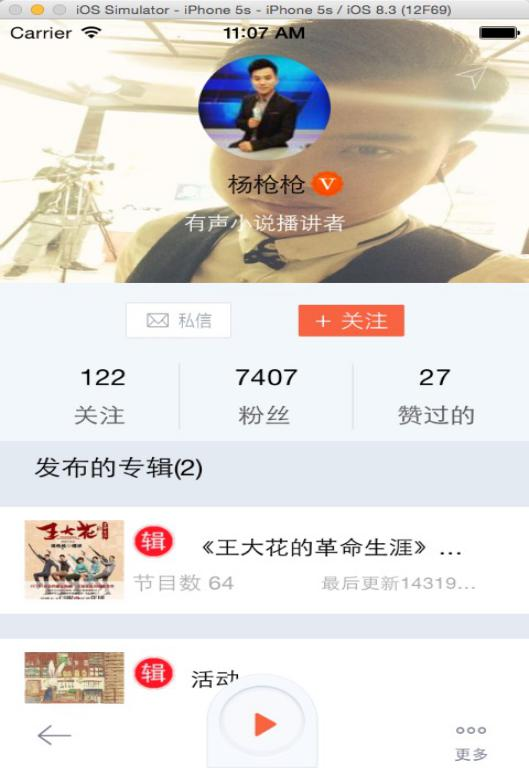 iOS Simulator - iPhone 5s - iPhone 5s / iOS 8.3 (12F69)
Carrier 11:07 AM
杨枪枪 V
有声小说播讲者
私信 + 关注
122 7407 27
关注 粉丝 赞过的
发布的专辑(2)
王大花
辑 《王大花的革命生涯》 ...
节目数 64 最后更新14319...
辑 活动
更多